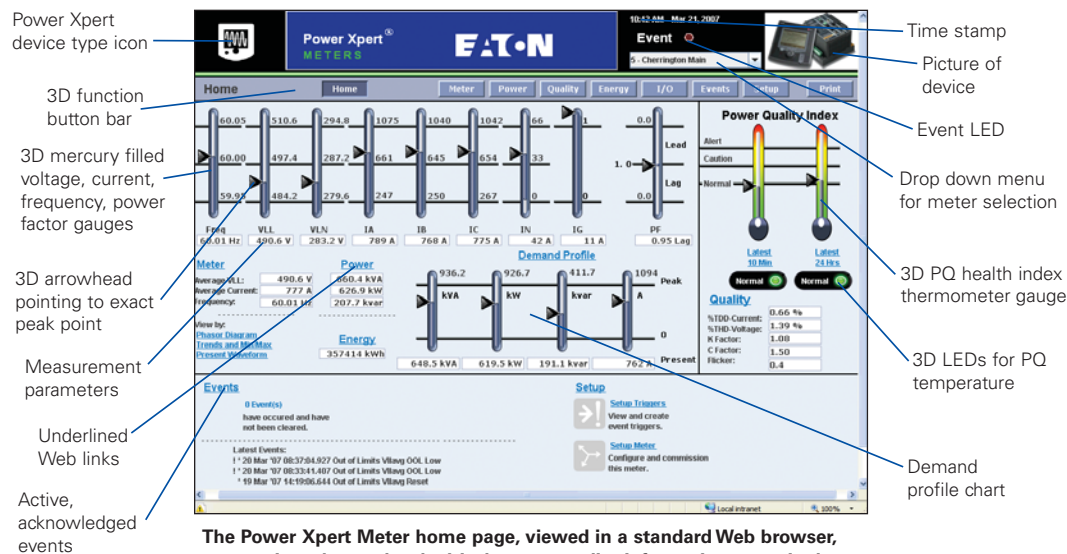 Power Xpert
device type icon
3D function
button bar
3D mercury filled
voltage, current,
frequency, power
factor gauges
3D arrowhead
pointing to exact
peak point
Measurement
parameters
Underlined
Web links
Active,
acknowledged
events
Power Xpert®
METERS
EATON
10:42 AM Mar 21, 2007
Event
5 - Cherrington Main
Home
Home Meter Power Quality Energy I/O Events Setup Print
60.05 510.6 294.8 1075 1040 1042 66 1 0.0
Lead
60.00 497.4 287.2 661 645 654 33 1.0
Lag
59.95 484.2 279.6 247 250 267 0 0 0.0
Freq VLL VLN IA IB IC IN IG PF
60.01 Hz 490.6 V 283.2 V 789 A 768 A 775 A 42 A 11 A 0.95 Lag
Power Quality Index
Alert
Caution
Normal
Latest
10 Min
Latest
24 Hrs
Normal Normal
Meter
Average VLL: 490.6 V
Average Current: 777 A
Frequency: 60.01 Hz
View by:
Phasor Diagram
Trends and Min/Max
Present Waveform
Power
660.4 kVA
626.9 kW
207.7 kvar
Energy
357414 kWh
Demand Profile
936.2 926.7 411.7 1094 Peak
kVA kW kvar A
0
648.5 kVA 619.5 kW 191.1 kvar 762 A Present
Quality
%TDD-Current: 0.66 %
%THD-Voltage: 1.39 %
K Factor: 1.08
C Factor: 1.50
Flicker: 0.4
Events
0 Event(s)
have occured and have
not been cleared.
Latest Events:
! ' 20 Mar '07 08:37:04.927 Out of Limits Vllavg OOL Low
! ' 20 Mar '07 08:33:41.407 Out of Limits Vllavg OOL Low
' 19 Mar '07 14:19:06.644 Out of Limits Vllavg Reset
Setup
Setup Triggers
View and create
event triggers.
Setup Meter
Configure and commission
this meter.
Local intranet 100%
Time stamp
Picture of
device
Event LED
Drop down menu
for meter selection
3D PQ health index
thermometer gauge
3D LEDs for PQ
temperature
Demand
profile chart
The Power Xpert Meter home page, viewed in a standard Web browser,